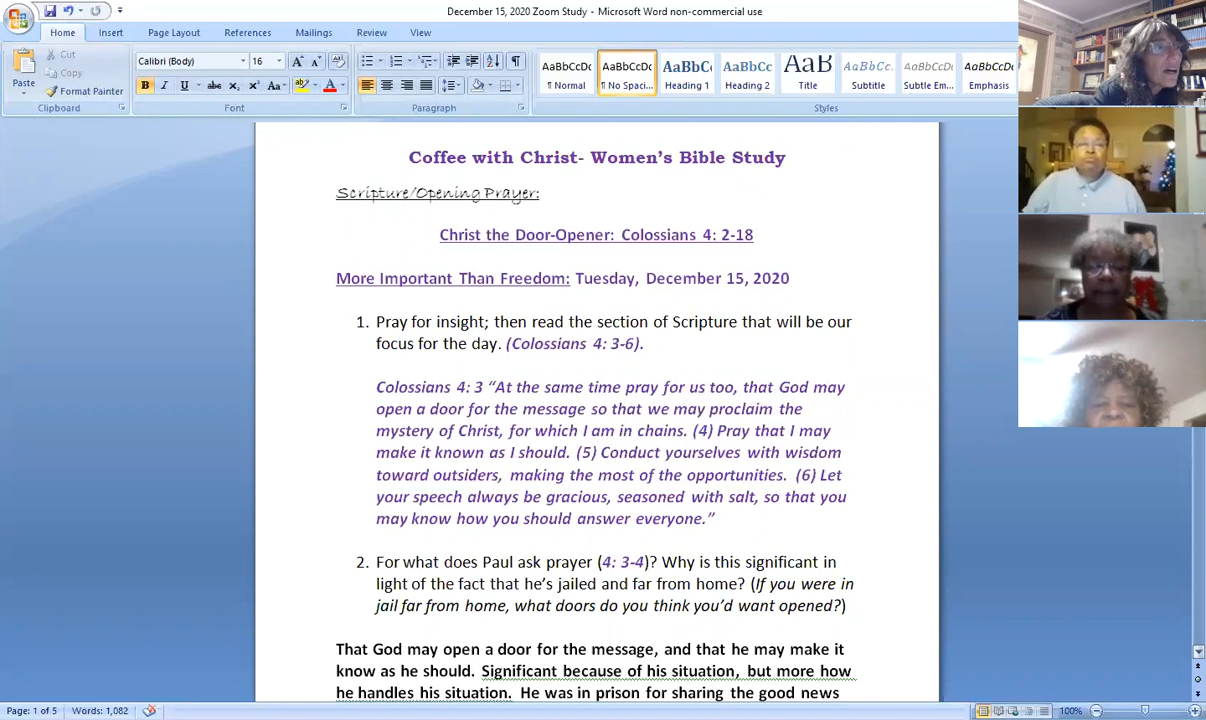 December 15, 2020 Zoom Study - Microsoft Word non-commercial use
Home Insert Page Layout References Mailings Review View
Cut
Copy
Format Painter
Paste
Clipboard
Calibri (Body) 16
Font
Paragraph
AaBbCcDc AaBbCcDc AaBbC AaBbCc AaB AaBbCc AaBbCcDc AaBbCcDc
¶ Normal ¶ No Spaci... Heading 1 Heading 2 Title Subtitle Subtle Em... Emphasis
Styles
Coffee with Christ- Women's Bible Study
Scripture/Opening Prayer:
Christ the Door-Opener: Colossians 4: 2-18
More Important Than Freedom: Tuesday, December 15, 2020
1. Pray for insight; then read the section of Scripture that will be our
focus for the day. (Colossians 4: 3-6).
Colossians 4: 3 “At the same time pray for us too, that God may
open a door for the message so that we may proclaim the
mystery of Christ, for which I am in chains. (4) Pray that I may
make it known as I should. (5) Conduct yourselves with wisdom
toward outsiders, making the most of the opportunities. (6) Let
your speech always be gracious, seasoned with salt, so that you
may know how you should answer everyone.”
2. For what does Paul ask prayer (4: 3-4)? Why is this significant in
light of the fact that he's jailed and far from home? (If you were in
jail far from home, what doors do you think you'd want opened?)
That God may open a door for the message, and that he may make it
know as he should. Significant because of his situation, but more how
he handles his situation. He was in prison for sharing the good news
Page: 1 of 5 Words: 1,082 100%